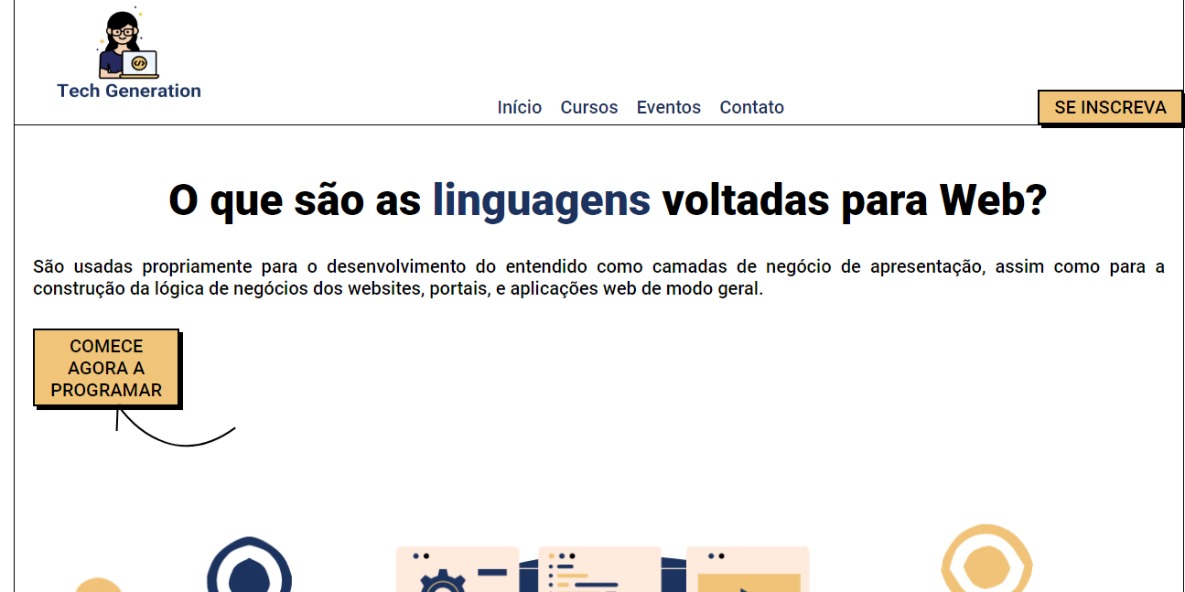 Tech Generation
Início Cursos Eventos Contato
SE INSCREVA
O que são as linguagens voltadas para Web?
São usadas propriamente para o desenvolvimento do entendido como camadas de negócio de apresentação, assim como para a
construção da lógica de negócios dos websites, portais, e aplicações web de modo geral.
COMECE
AGORA A
PROGRAMAR